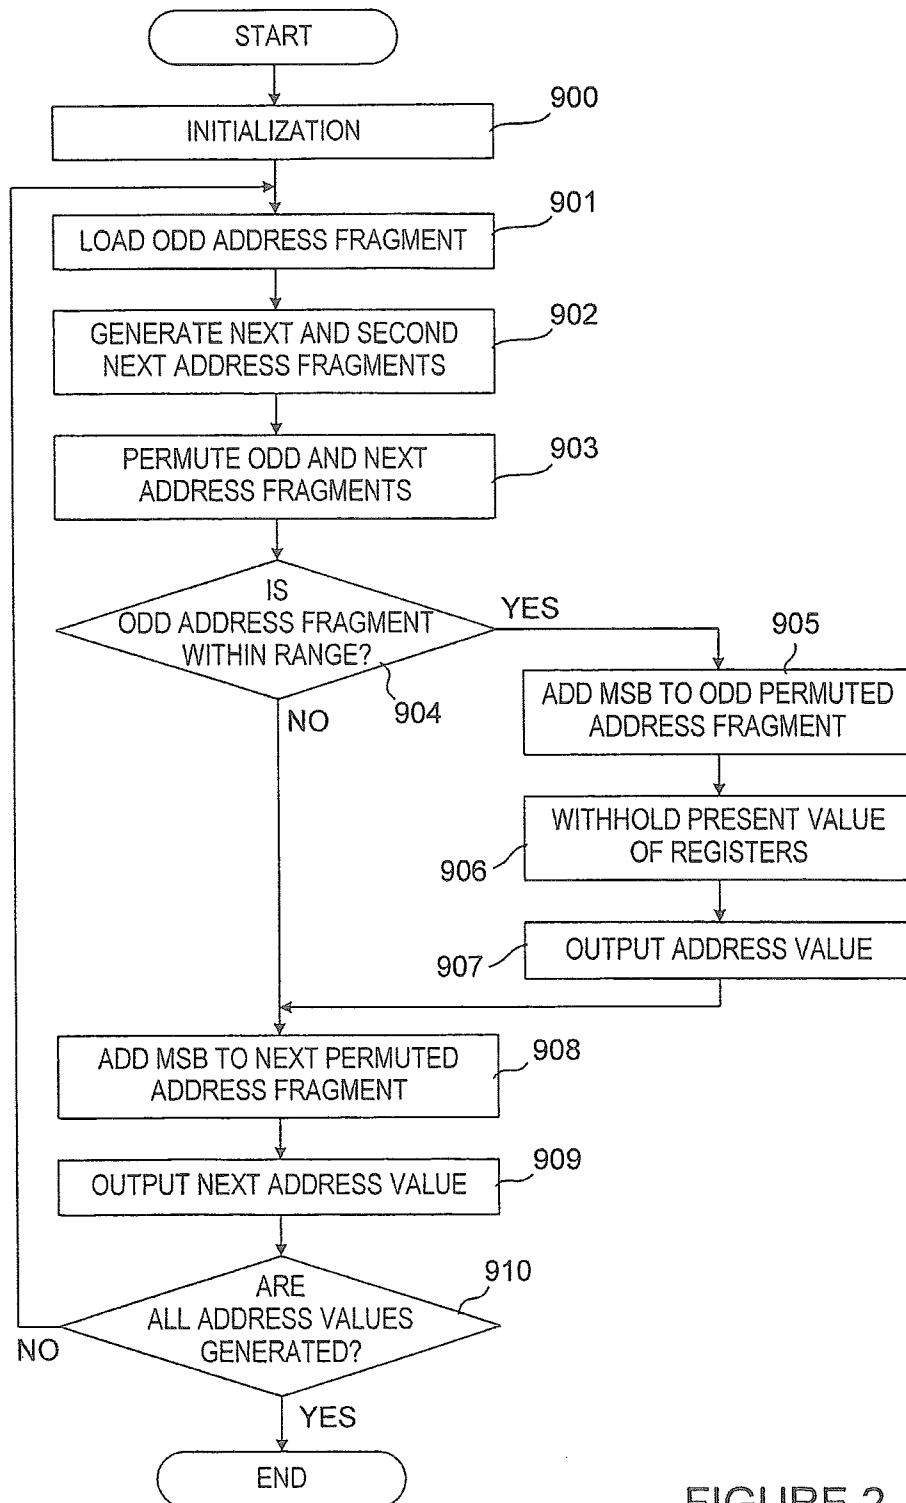 START
900
INITIALIZATION
901
LOAD ODD ADDRESS FRAGMENT
902
GENERATE NEXT AND SECOND
NEXT ADDRESS FRAGMENTS
903
PERMUTE ODD AND NEXT
ADDRESS FRAGMENTS
IS
ODD ADDRESS FRAGMENT
WITHIN RANGE?
YES
904
NO
905
ADD MSB TO ODD PERMUTED
ADDRESS FRAGMENT
WITHHOLD PRESENT VALUE
OF REGISTERS
906
OUTPUT ADDRESS VALUE
907
ADD MSB TO NEXT PERMUTED
ADDRESS FRAGMENT
908
OUTPUT NEXT ADDRESS VALUE
909
ARE
ALL ADDRESS VALUES
GENERATED?
910
NO
YES
END
FIGURE 2